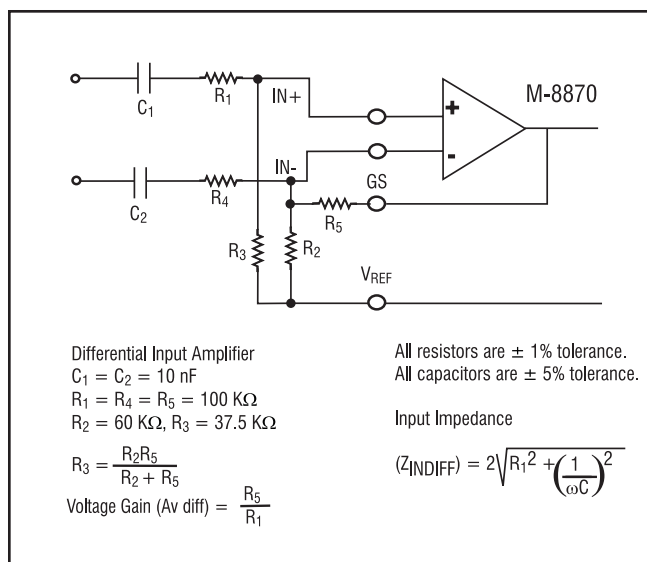 M-8870
C1
R1
IN+
+
-
IN-
GS
C2
R4
R5
R3
R2
VREF
Differential Input Amplifier
C1 = C2 = 10 nF
R1 = R4 = R5 = 100 KΩ
R2 = 60 KΩ, R3 = 37.5 KΩ
R3 = R2R5 / R2 + R5
Voltage Gain (Av diff) = R5 / R1
All resistors are ± 1% tolerance.
All capacitors are ± 5% tolerance.
Input Impedance
(ZINDIFF) = 2√R1² + (1/ωC)²